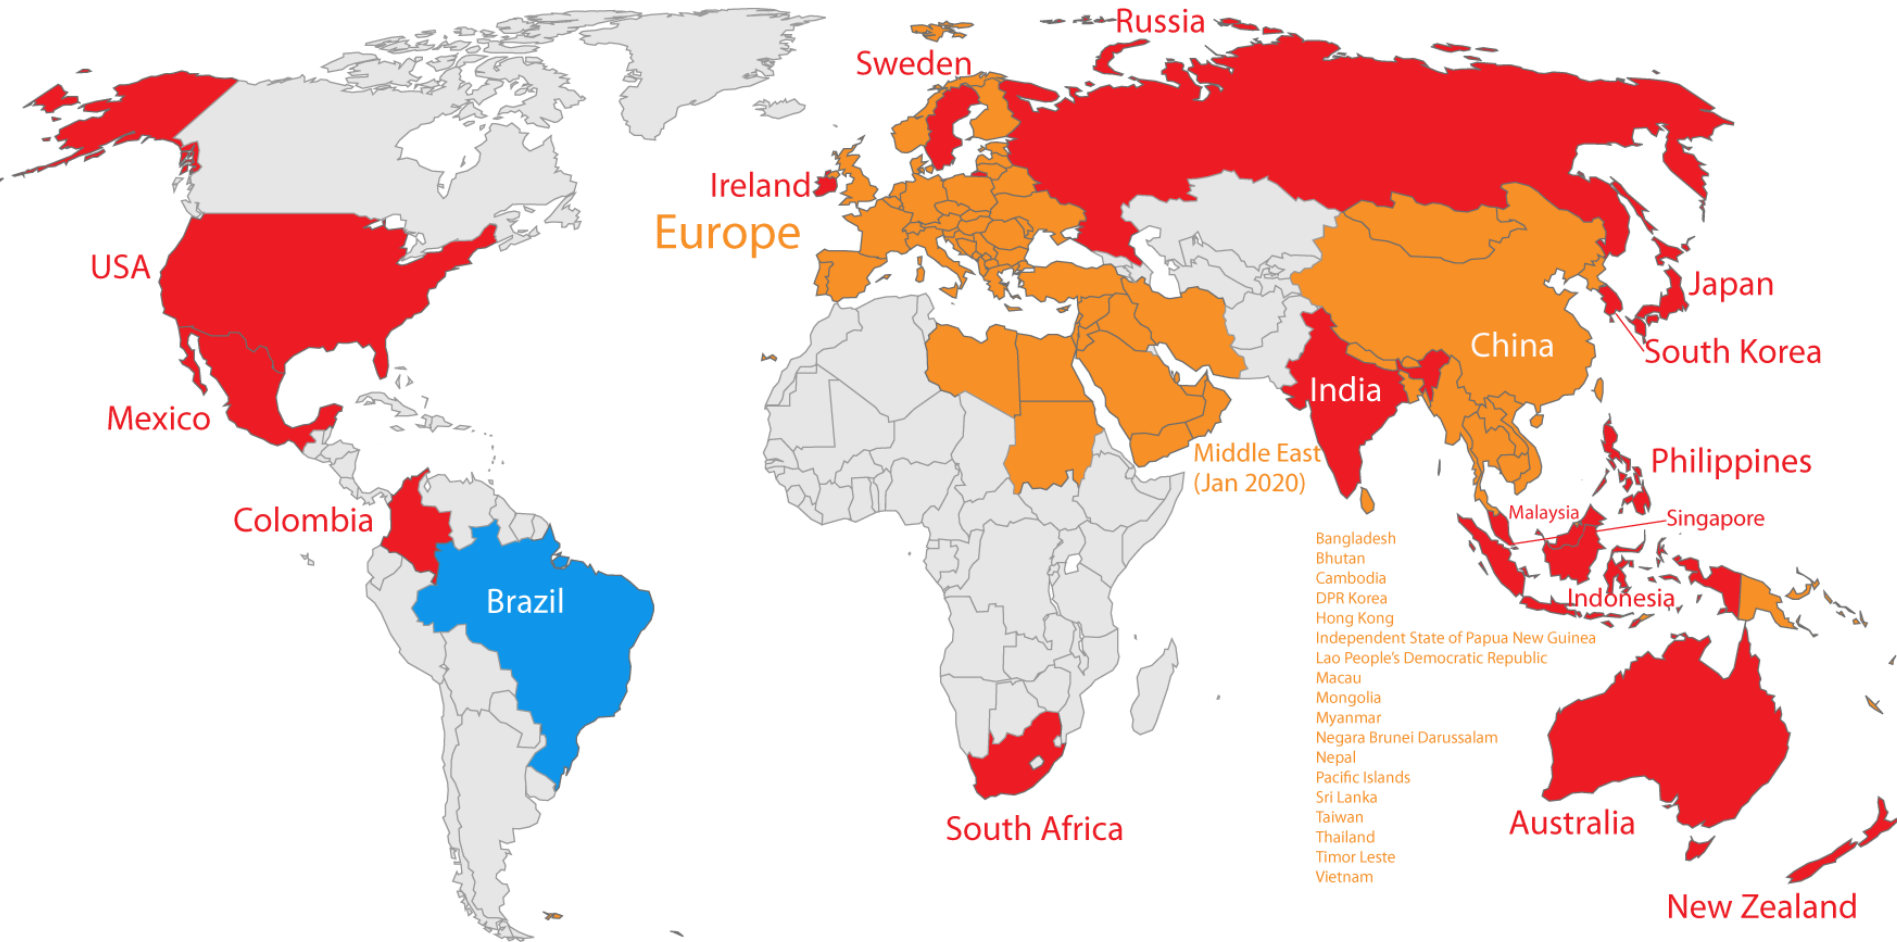 Russia
Sweden
Ireland
Europe
USA
Japan
China
South Korea
India
Mexico
Middle East
(Jan 2020)
Philippines
Colombia
Malaysia
Singapore
Brazil
Indonesia
Bangladesh
Bhutan
Cambodia
DPR Korea
Hong Kong
Independent State of Papua New Guinea
Lao People's Democratic Republic
Macau
Mongolia
Myanmar
Negara Brunei Darussalam
Nepal
Pacific Islands
Sri Lanka
Taiwan
Thailand
Timor Leste
Vietnam
South Africa
Australia
New Zealand